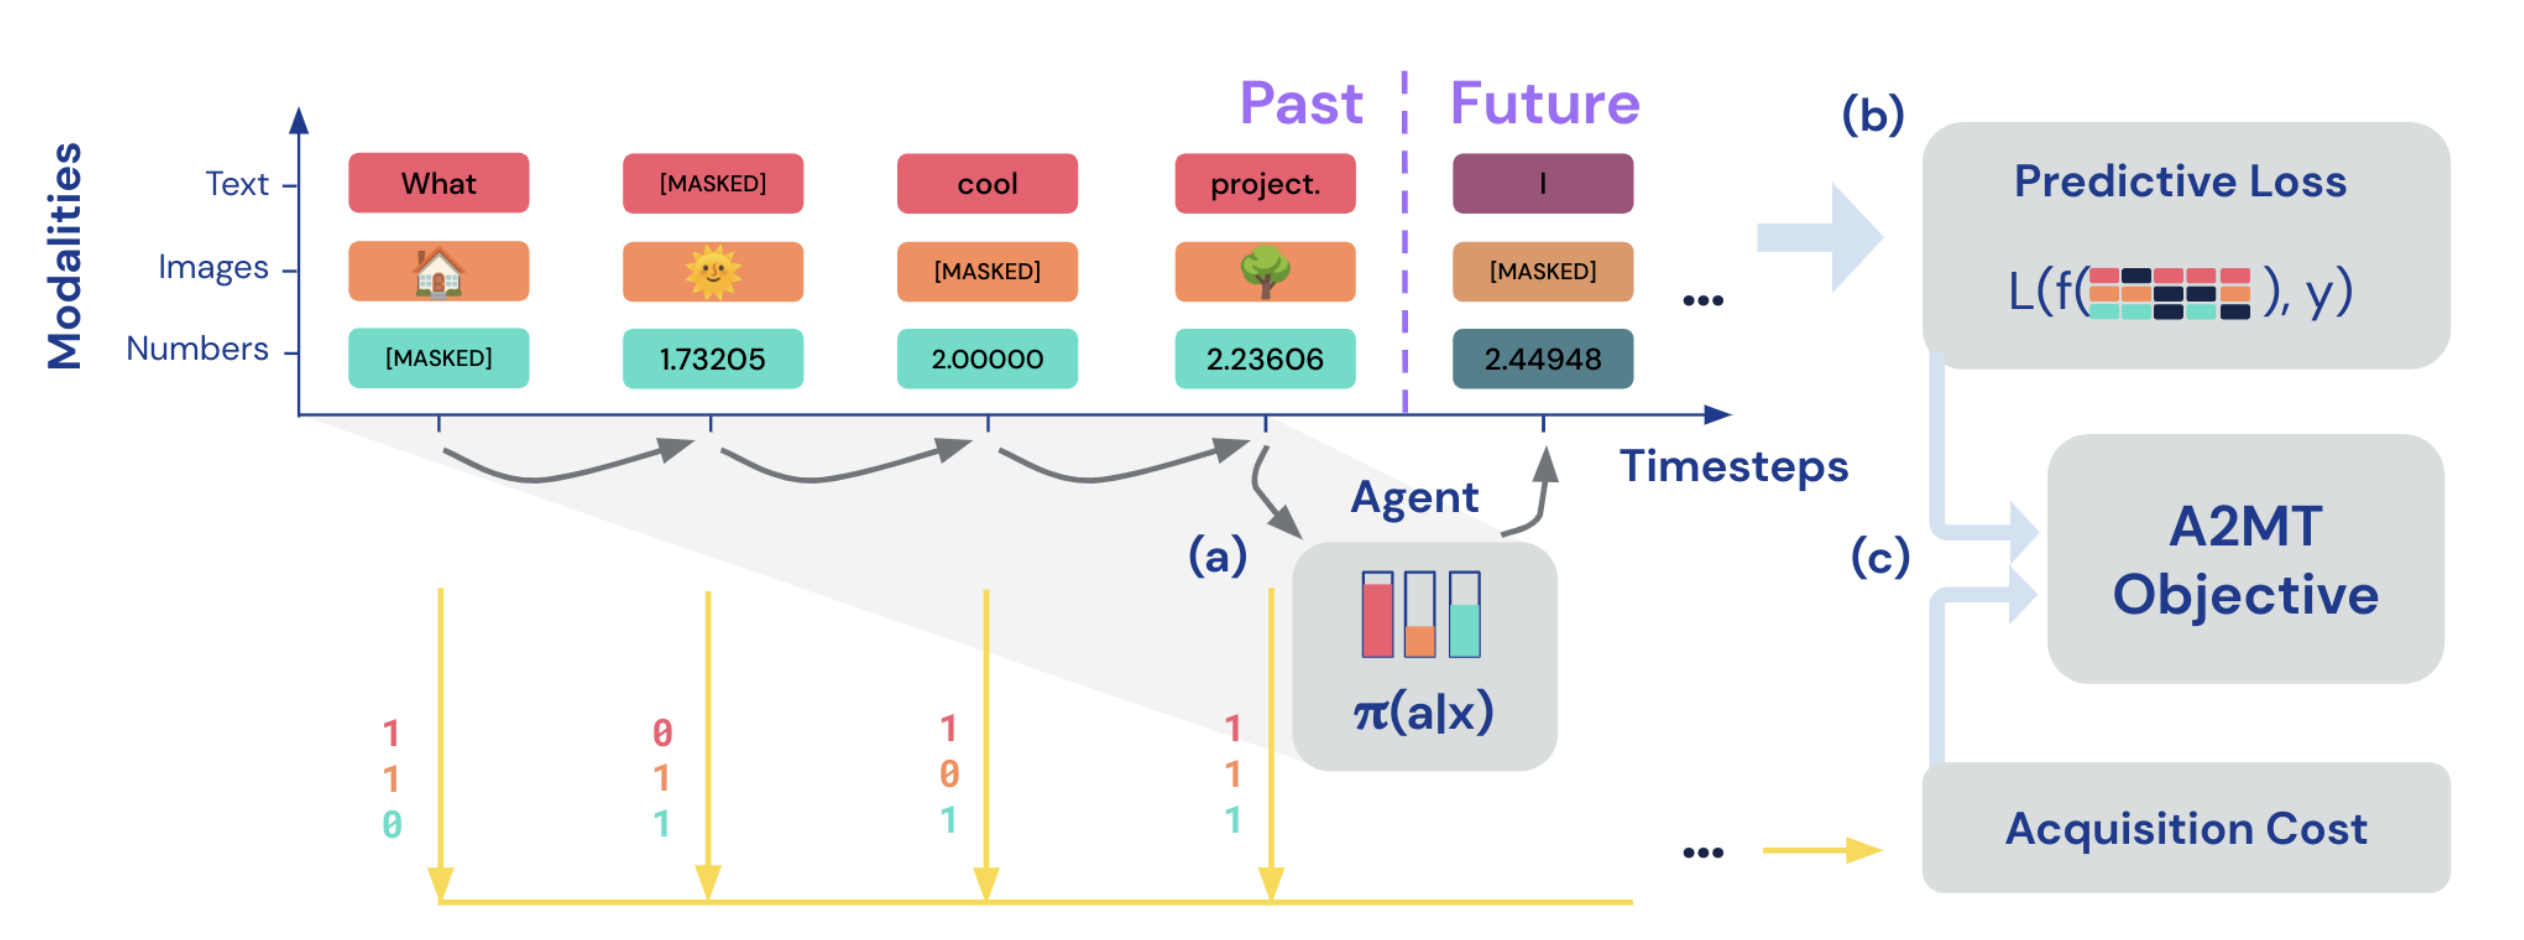 Past Future
(b)
Modalities
Text What [MASKED] cool project. I
Images [MASKED] [MASKED]
Numbers [MASKED] 1.73205 2.00000 2.23606 2.44948
...
Predictive Loss
L(f( ), y)
Timesteps
Agent
(a)
π(a|x)
(c)
A2MT
Objective
1 0 1 1
1 1 0 1
0 1 1 1
...
Acquisition Cost